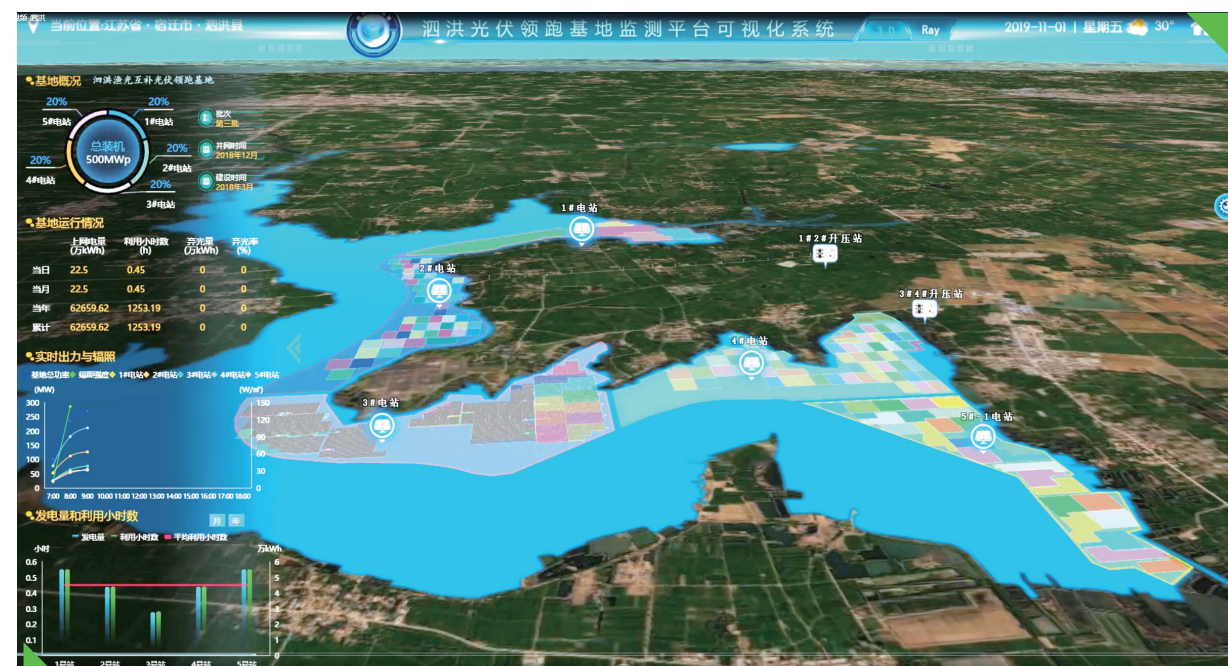 当前位置:江苏省·宿迁市·泗洪县
泗洪光伏领跑基地监测平台可视化系统
3D
Ray
2019-11-01 | 星期五
30°
基地概况 泗洪渔光互补光伏领跑基地
20% 20%
5#电站 1#电站
总装机
500MWp
20%
2#电站
20%
4#电站
20%
3#电站
批次
第三批
并网时间
2018年12月
建设时间
2018年3月
基地运行情况
上网电量 利用小时数 弃光量 弃光率
(万kWh) (h) (万kWh) (%)
当日 22.5 0.45 0 0
当月 22.5 0.45 0 0
当年 62659.62 1253.19 0 0
累计 62659.62 1253.19 0 0
实时出力与辐照
基地总功率 辐照强度 1#电站 2#电站 3#电站 4#电站 5#电站
(MW) (W/㎡)
300 150
250
200 120
150 90
100 60
50 30
0 0
7:00 8:00 9:00 10:00 11:00 12:00 13:00 14:00 15:00 16:00 17:00 18:00
发电量和利用小时数
月 年
发电量 利用小时数 平均利用小时数
小时 万kWh
0.6 6
0.5 5
0.4 4
0.3 3
0.2 2
0.1 1
0
1号站 2号站 3号站 4号站 5号站
1#电站
2#电站
1#2#升压站
3#4#升压站
4#电站
3#电站
5#-1电站